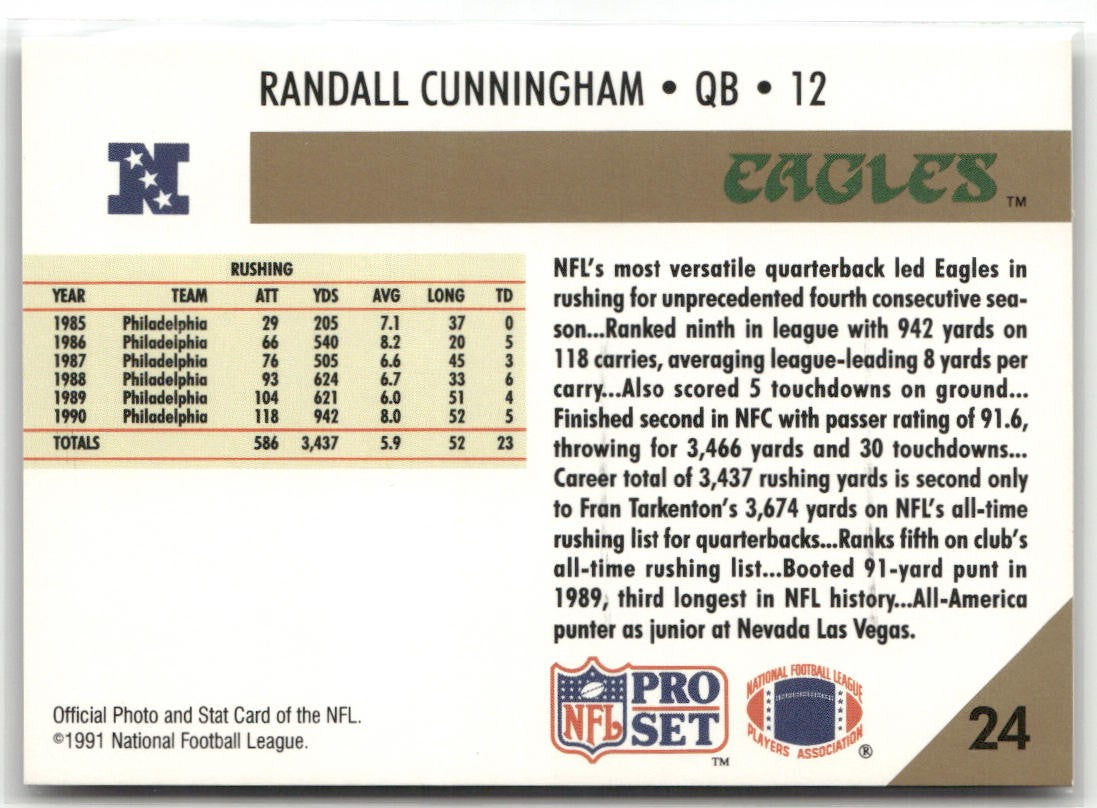 RANDALL CUNNINGHAM • QB • 12
N
EAGLES ™
RUSHING
YEAR TEAM ATT YDS AVG LONG TD
1985 Philadelphia 29 205 7.1 37 0
1986 Philadelphia 66 540 8.2 20 5
1987 Philadelphia 76 505 6.6 45 3
1988 Philadelphia 93 624 6.7 33 6
1989 Philadelphia 104 621 6.0 51 4
1990 Philadelphia 118 942 8.0 52 5
TOTALS 586 3,437 5.9 52 23
NFL's most versatile quarterback led Eagles in
rushing for unprecedented fourth consecutive sea-
son...Ranked ninth in league with 942 yards on
118 carries, averaging league-leading 8 yards per
carry...Also scored 5 touchdowns on ground...
Finished second in NFC with passer rating of 91.6,
throwing for 3,466 yards and 30 touchdowns...
Career total of 3,437 rushing yards is second only
to Fran Tarkenton's 3,674 yards on NFL's all-time
rushing list for quarterbacks...Ranks fifth on club's
all-time rushing list...Booted 91-yard punt in
1989, third longest in NFL history...All-America
punter as junior at Nevada Las Vegas.
Official Photo and Stat Card of the NFL.
©1991 National Football League.
NFL PRO SET ™
NATIONAL FOOTBALL LEAGUE
PLAYERS ASSOCIATION ®
24